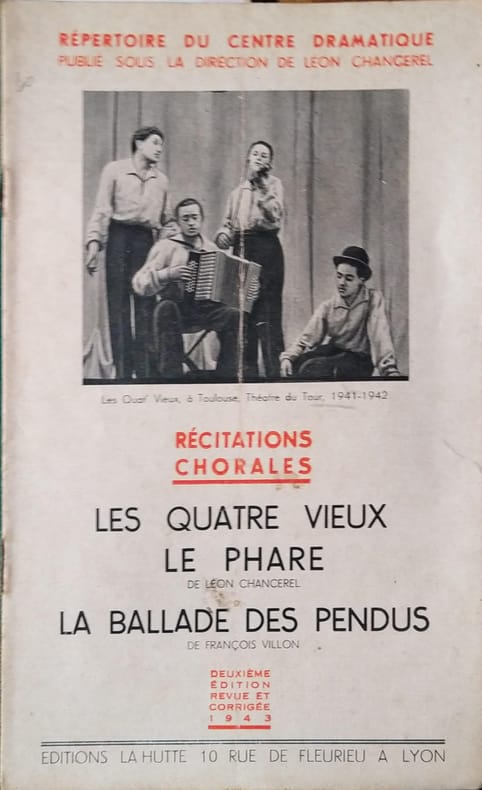 RÉPERTOIRE DU CENTRE DRAMATIQUE
PUBLIÉ SOUS LA DIRECTION DE LÉON CHANCEREL
Les Quat' Vieux, à Toulouse, Théatre du Tour, 1941-1942
RÉCITATIONS
CHORALES
LES QUATRE VIEUX
LE PHARE
DE LÉON CHANCEREL
LA BALLADE DES PENDUS
DE FRANÇOIS VILLON
DEUXIÈME
ÉDITION
REVUE ET
CORRIGÉE
1943
EDITIONS LA HUTTE 10 RUE DE FLEURIEU A LYON